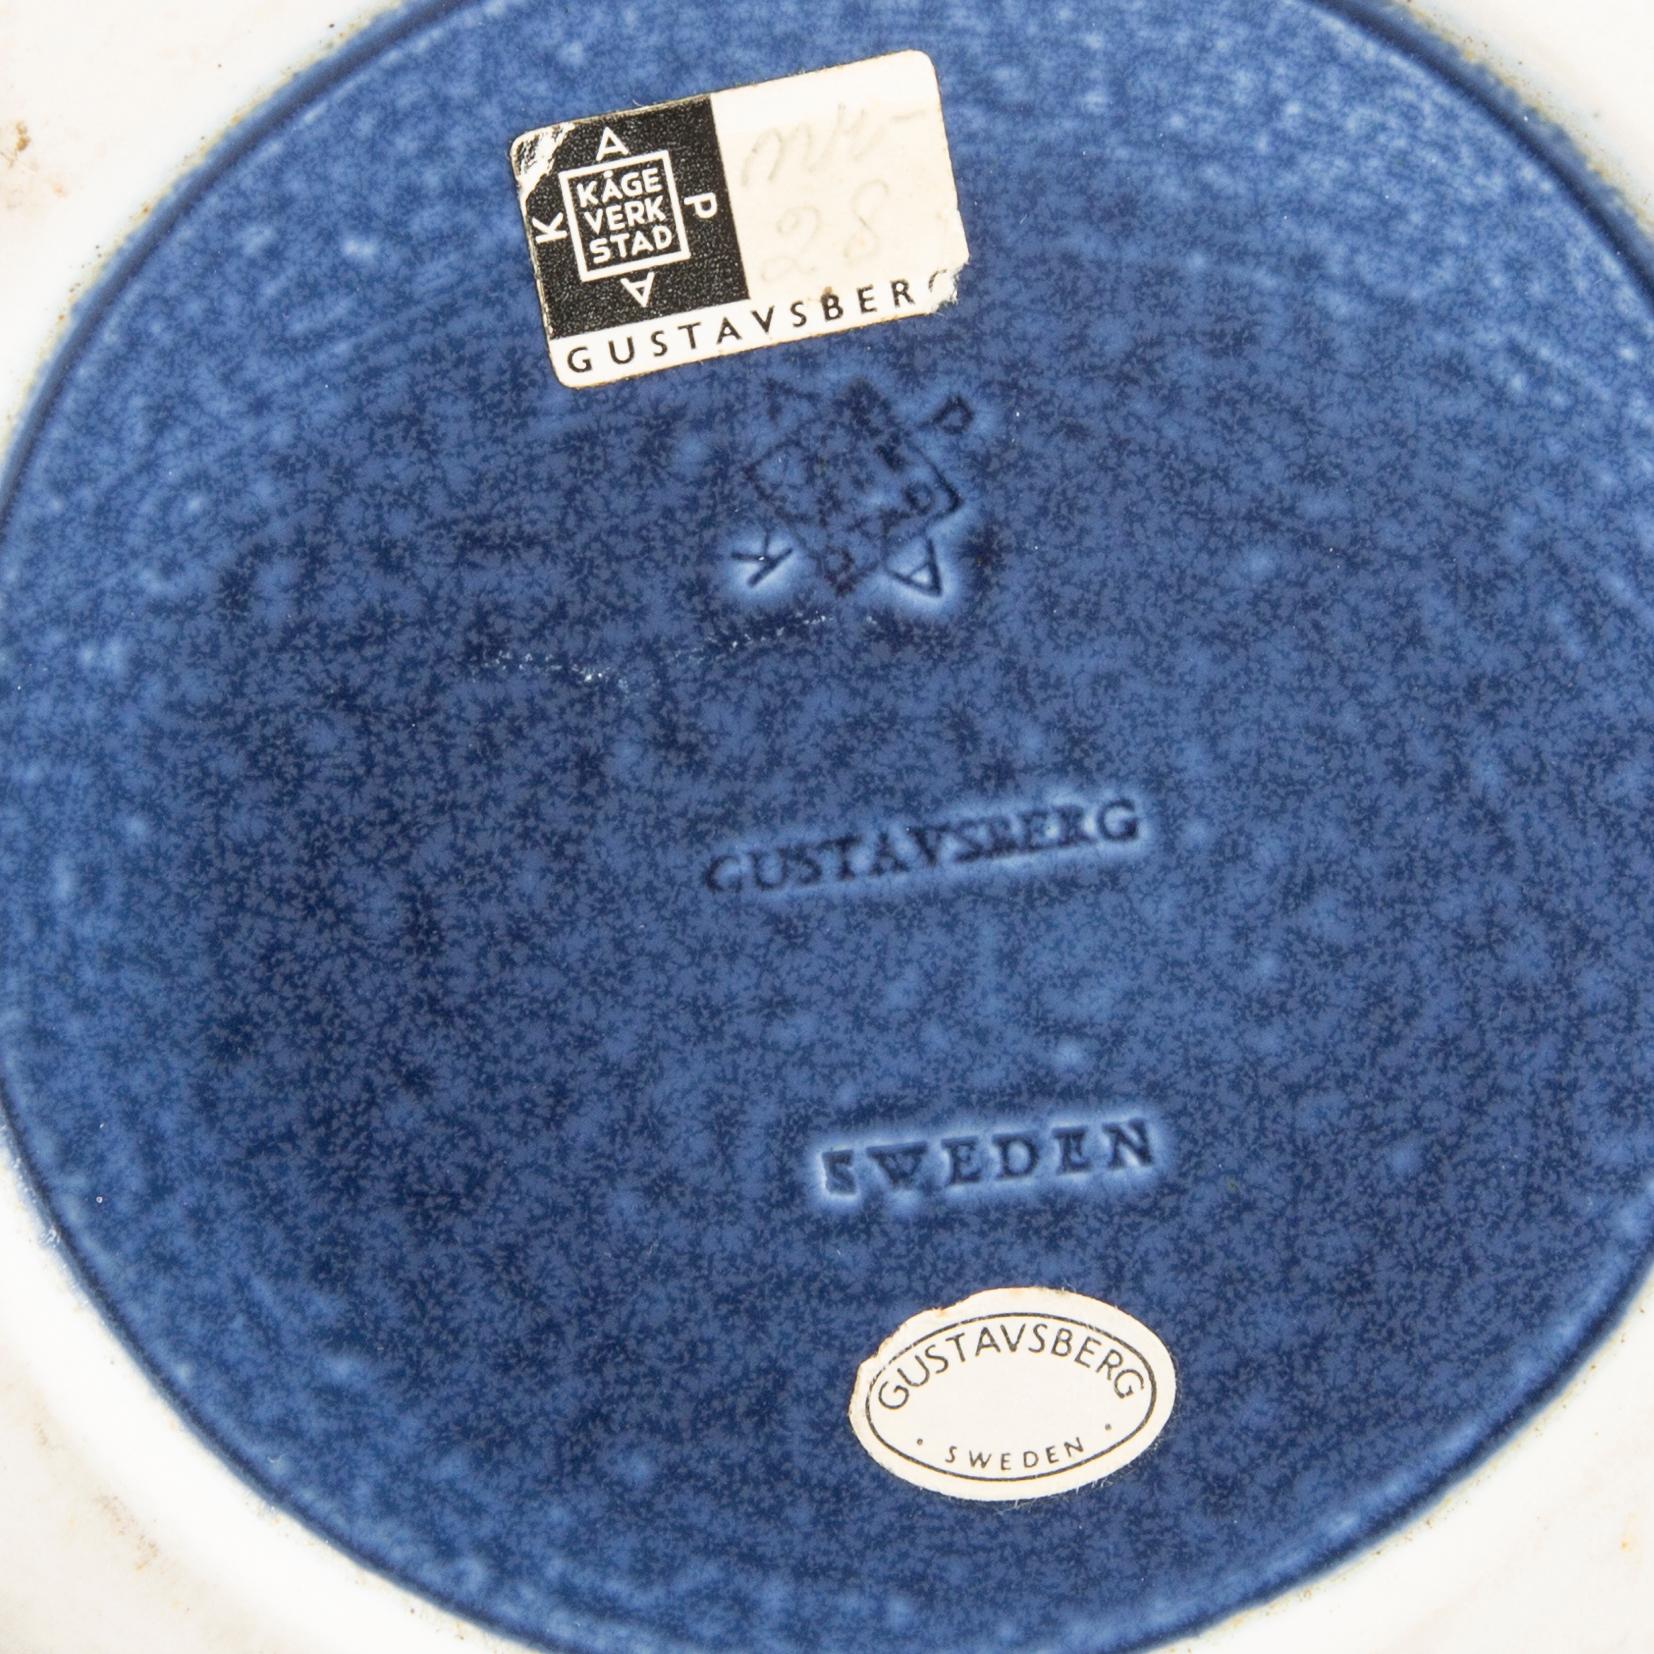 A
KÅGE
VERK
STAD
K
P
A
GUSTAVSBERG
P
K
A
GUSTAVSBERG
SWEDEN
GUSTAVSBERG
• SWEDEN •